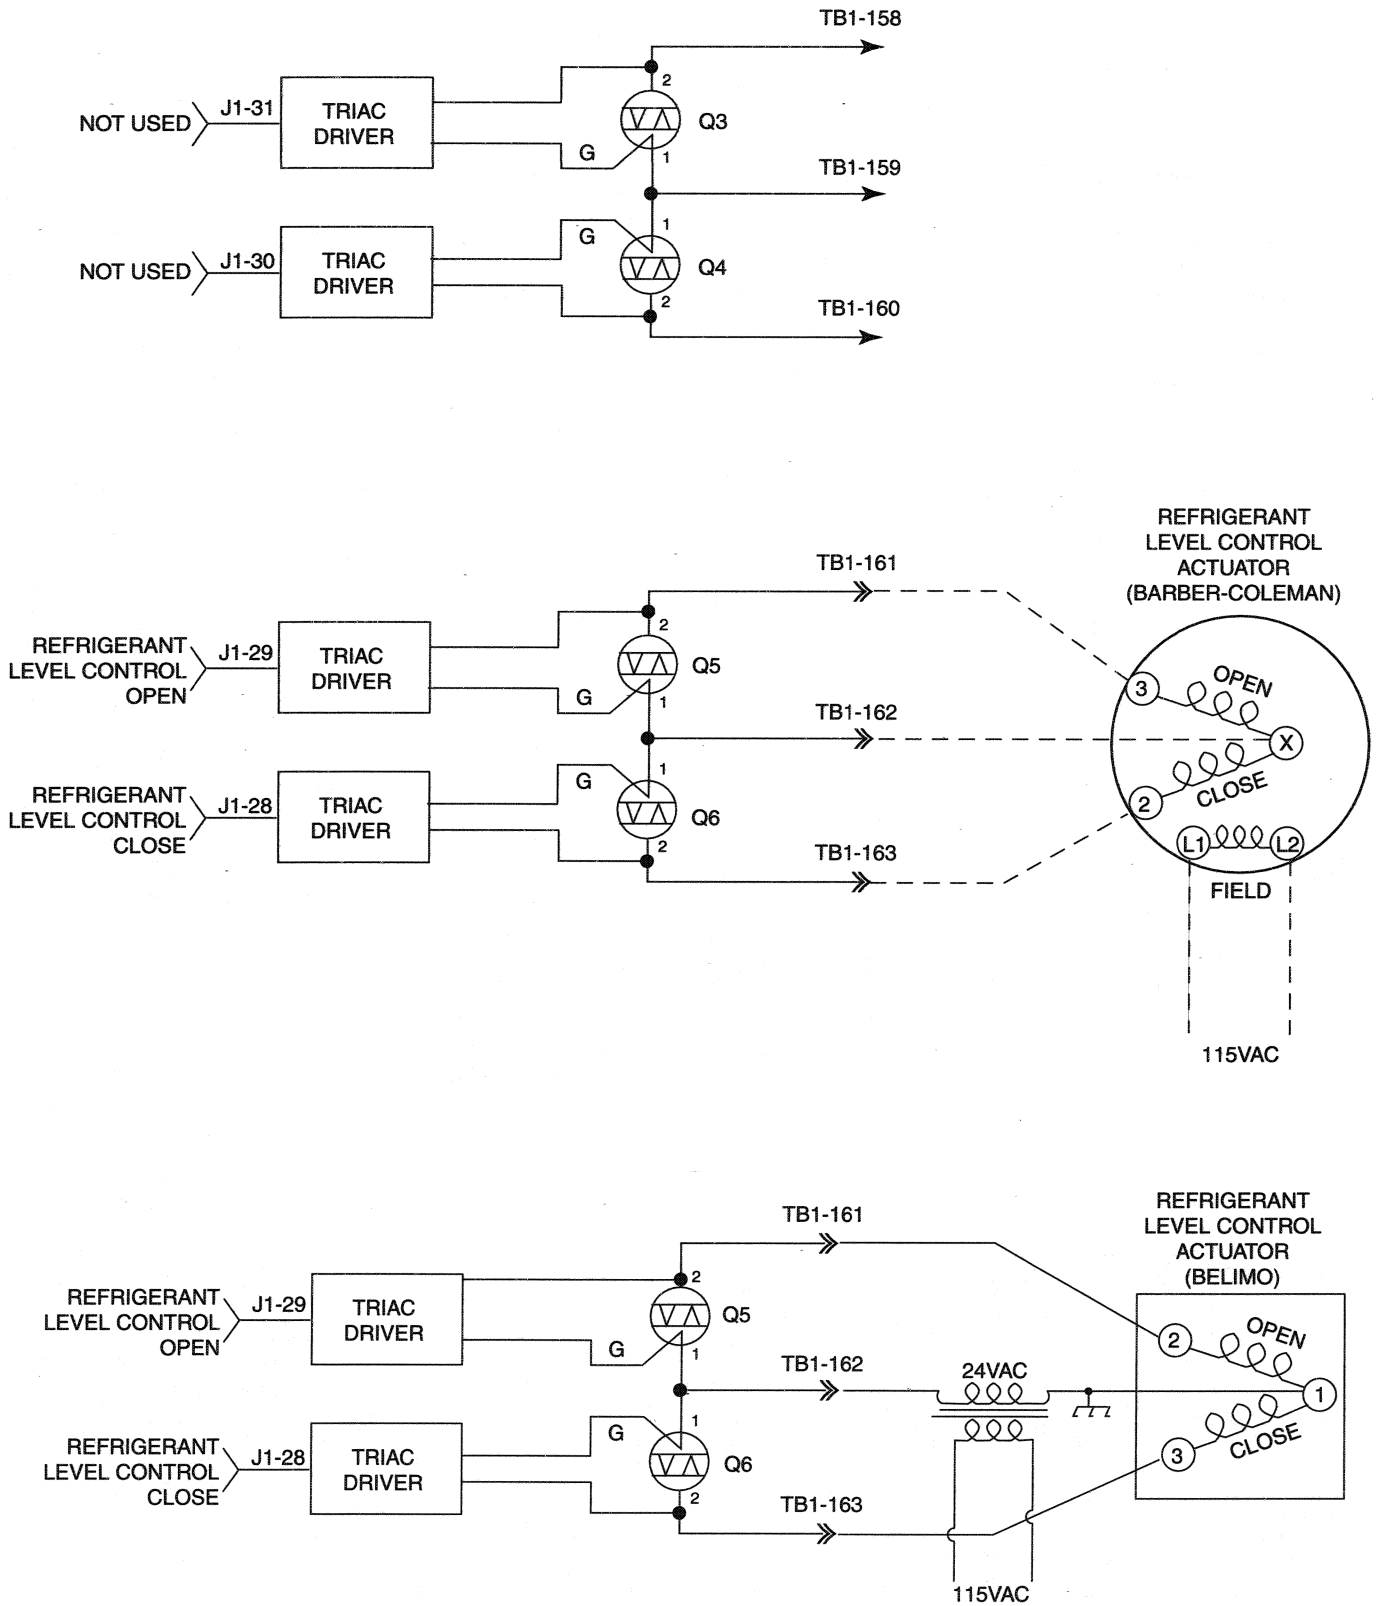 TB1-158
2
J1-31
NOT USED
TRIAC
DRIVER
Q3
G
1
TB1-159
1
G
J1-30
NOT USED
TRIAC
DRIVER
Q4
2
TB1-160
REFRIGERANT
LEVEL CONTROL
ACTUATOR
(BARBER-COLEMAN)
TB1-161
2
REFRIGERANT
LEVEL CONTROL
OPEN
J1-29
TRIAC
DRIVER
Q5
G
1
3
OPEN
TB1-162
X
1
G
REFRIGERANT
LEVEL CONTROL
CLOSE
J1-28
TRIAC
DRIVER
Q6
2
2
CLOSE
TB1-163
L1
L2
FIELD
115VAC
REFRIGERANT
LEVEL CONTROL
ACTUATOR
(BELIMO)
TB1-161
2
REFRIGERANT
LEVEL CONTROL
OPEN
J1-29
TRIAC
DRIVER
Q5
G
1
2
OPEN
TB1-162
24VAC
1
1
G
REFRIGERANT
LEVEL CONTROL
CLOSE
J1-28
TRIAC
DRIVER
Q6
2
3
CLOSE
TB1-163
115VAC